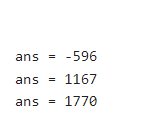 ans = -596
ans = 1167
ans = 1770